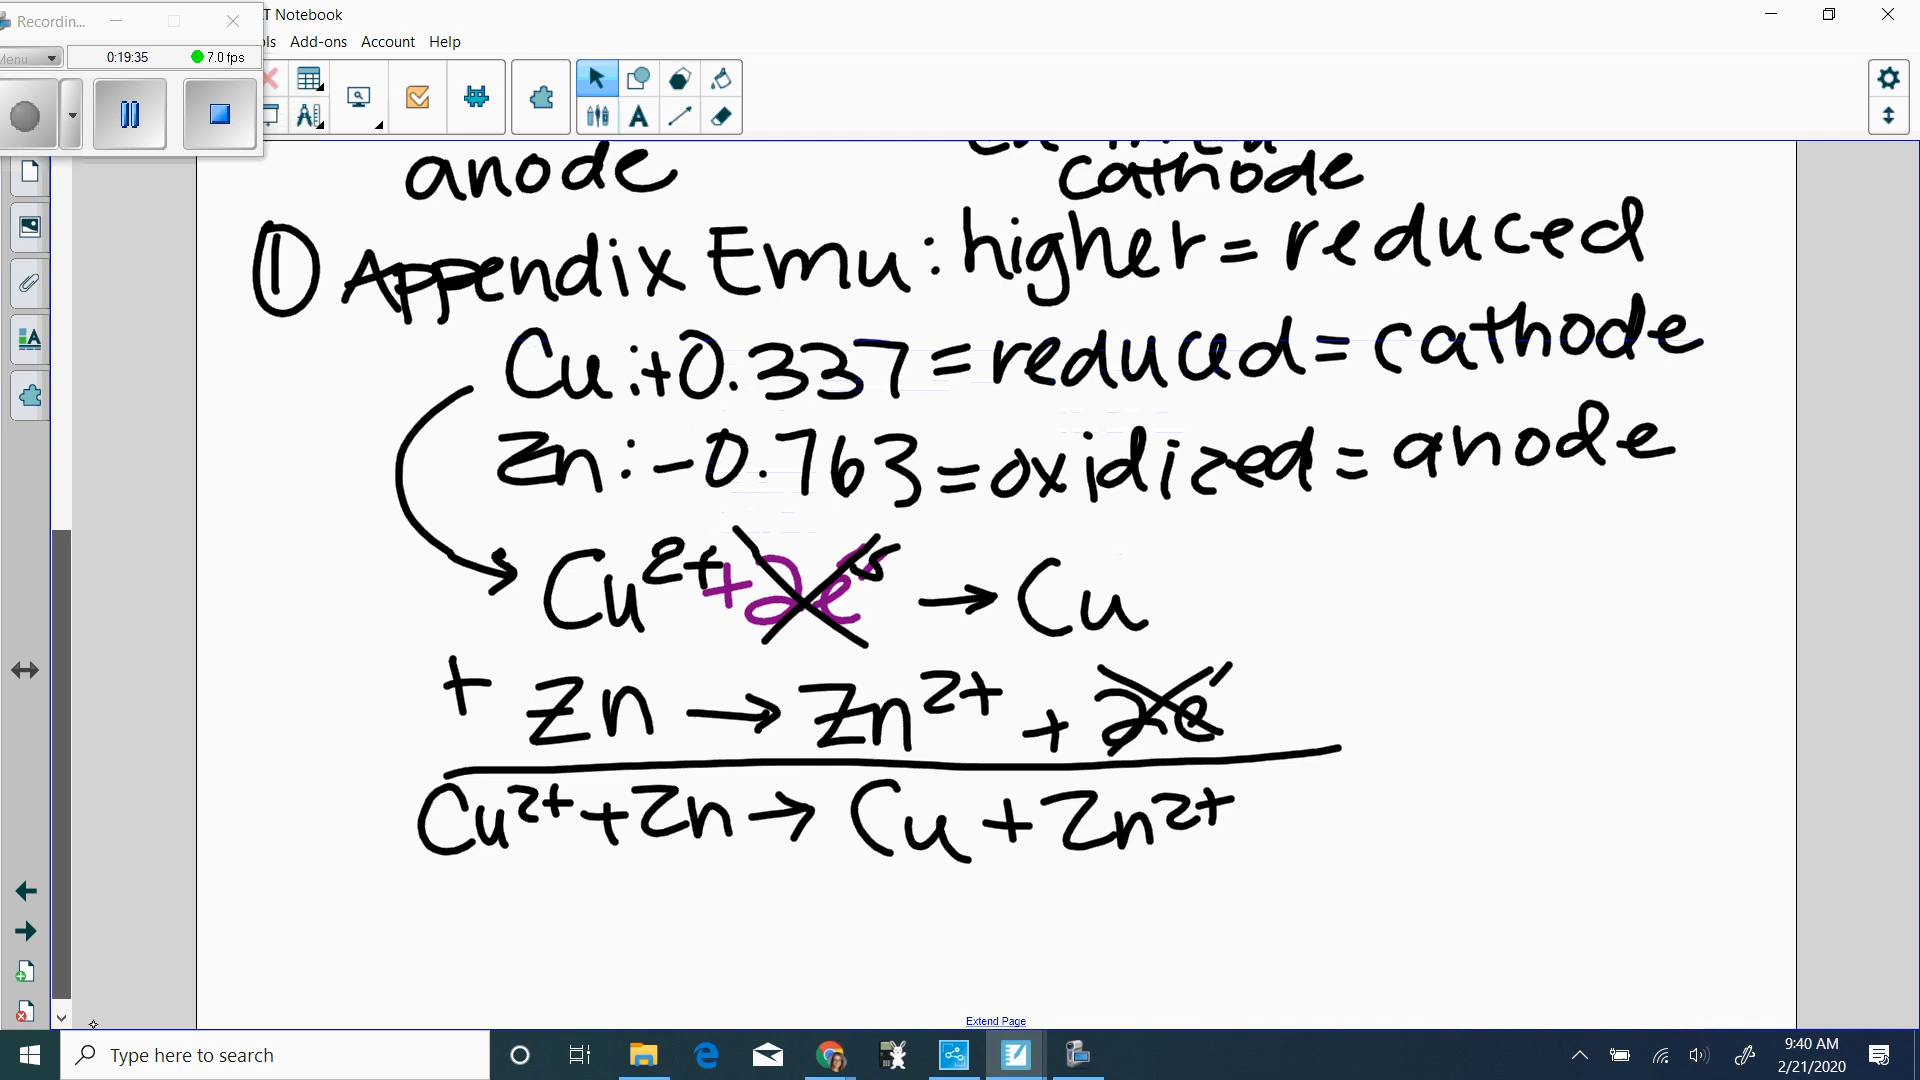 Recordin...
T Notebook
Menu
0:19:35
7.0 fps
ls Add-ons Account Help
anode
cathode
① Appendix Emu: higher = reduced
Cu: +0.337 = reduced = cathode
Zn: -0.763 = oxidized = anode
Cu²⁺ + 2e⁻s → Cu
+ Zn → Zn²⁺ + 2e⁻
Cu²⁺ + Zn → Cu + Zn²⁺
Extend Page
Type here to search
9:40 AM
2/21/2020